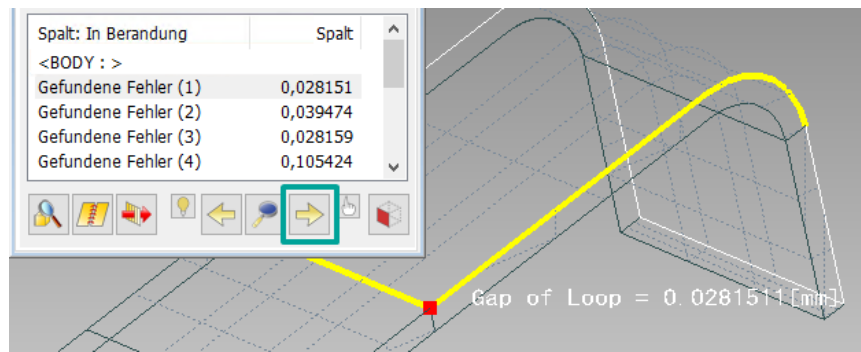 Spalt: In Berandung Spalt
<BODY : >
Gefundene Fehler (1) 0,028151
Gefundene Fehler (2) 0,039474
Gefundene Fehler (3) 0,028159
Gefundene Fehler (4) 0,105424
Gap of Loop = 0.0281511[mm]